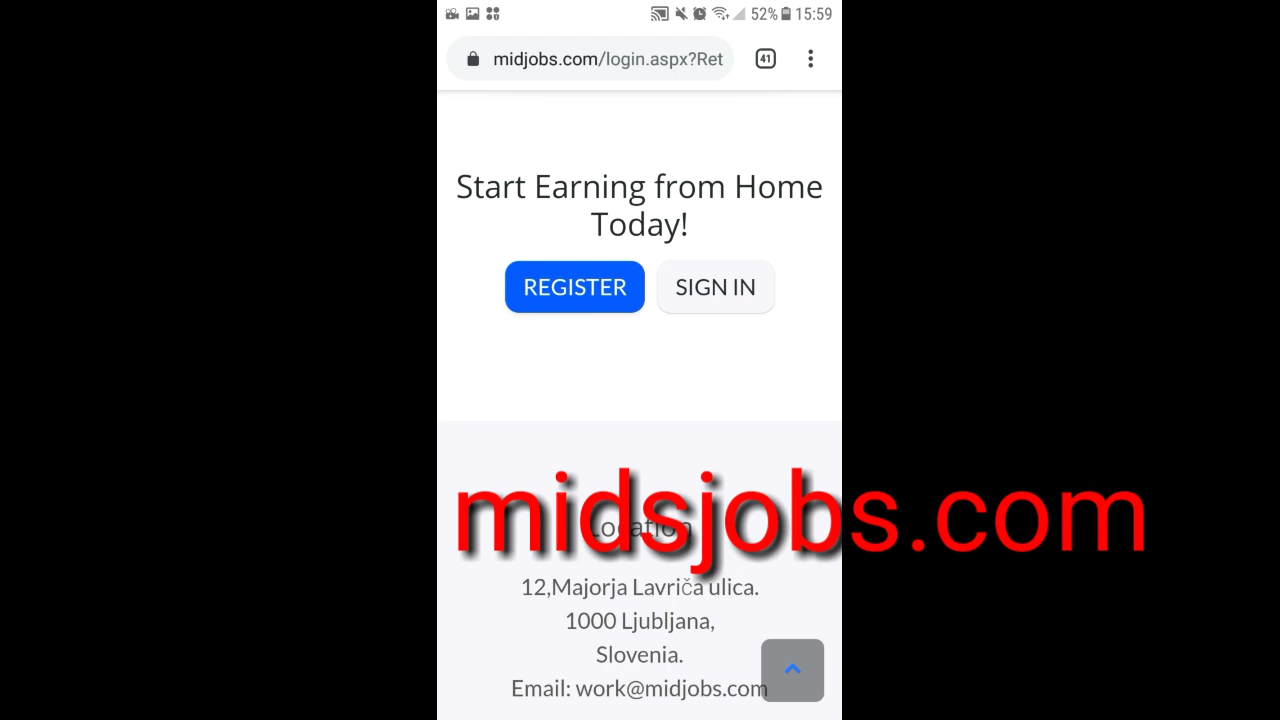 52% 15:59
midjobs.com/login.aspx?Ret
41
Start Earning from Home
Today!
REGISTER
SIGN IN
midsjobs.com
Location
12,Majorja Lavriča ulica.
1000 Ljubljana,
Slovenia.
Email: work@midjobs.com